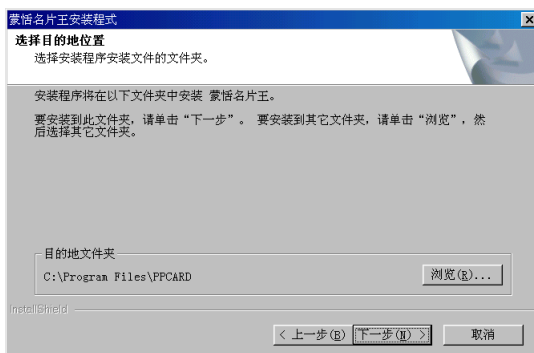 蒙恬名片王安装程式
选择目的地位置
选择安装程序安装文件的文件夹。
安装程序将在以下文件夹中安装 蒙恬名片王。
要安装到此文件夹，请单击“下一步”。 要安装到其它文件夹，请单击“浏览”，然
后选择其它文件夹。
目的地文件夹
C:\Program Files\PPCARD
浏览(R)...
InstallShield
< 上一步(B)
下一步(N) >
取消